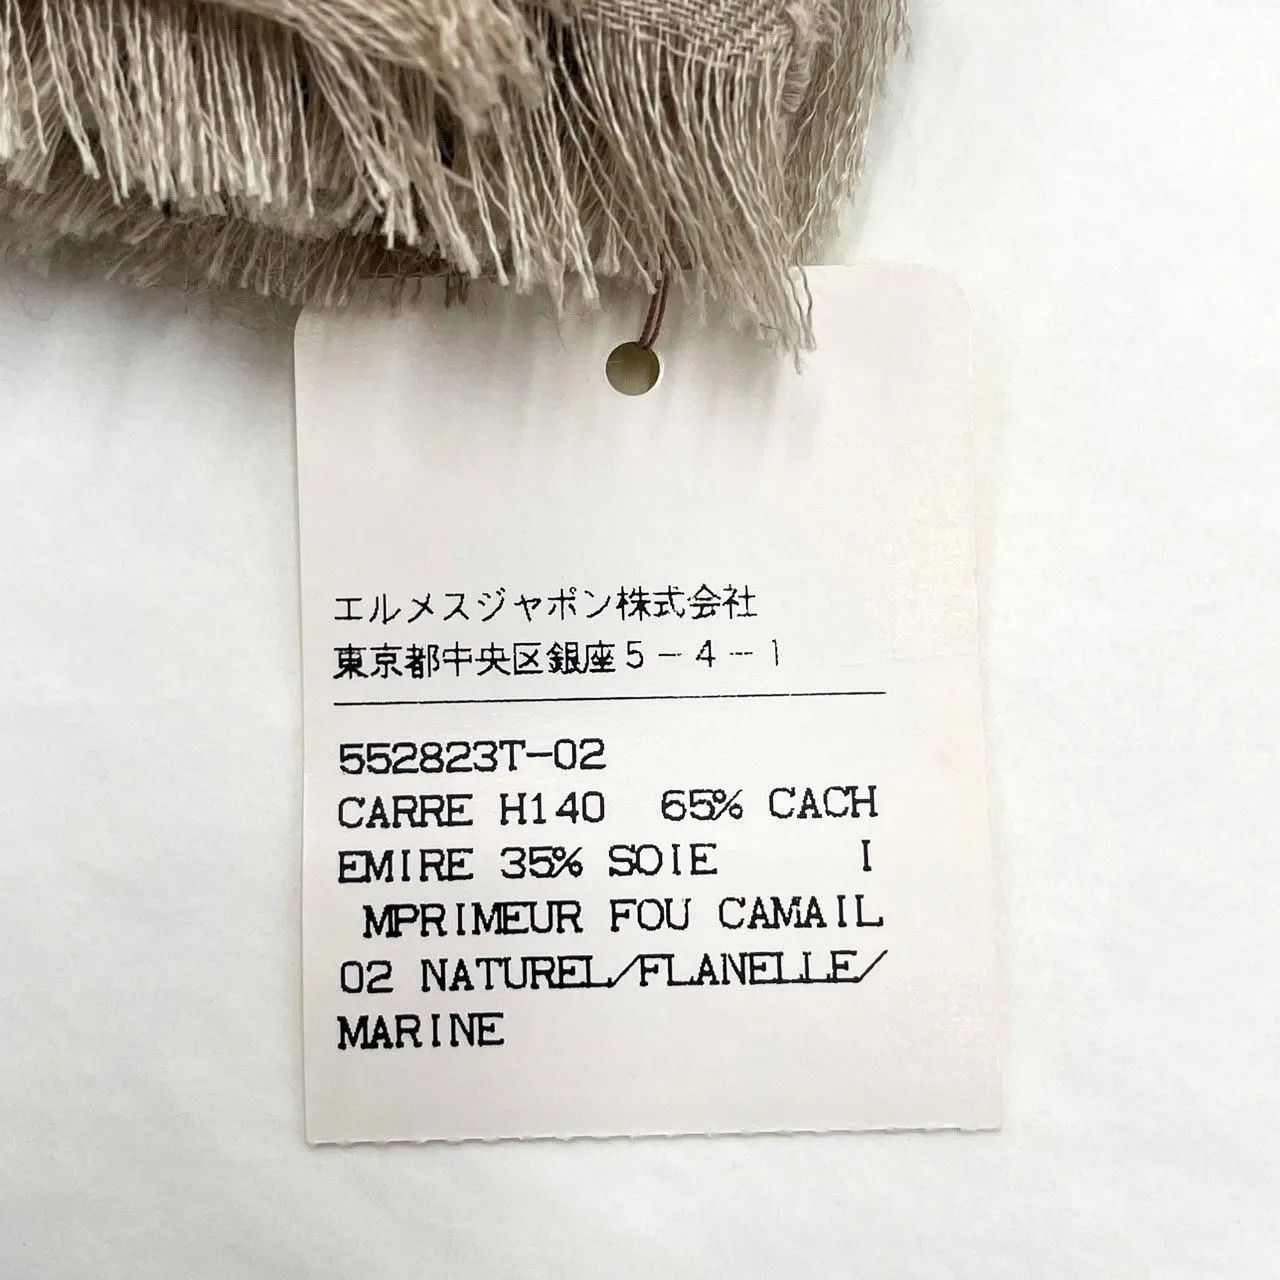 エルメスジャポン株式会社
東京都中央区銀座5-4-1
552823T-02
CARRE H140  65% CACH
EMIRE 35% SOIE     I
 MPRIMEUR FOU CAMAIL
02 NATUREL/FLANELLE/
MARINE